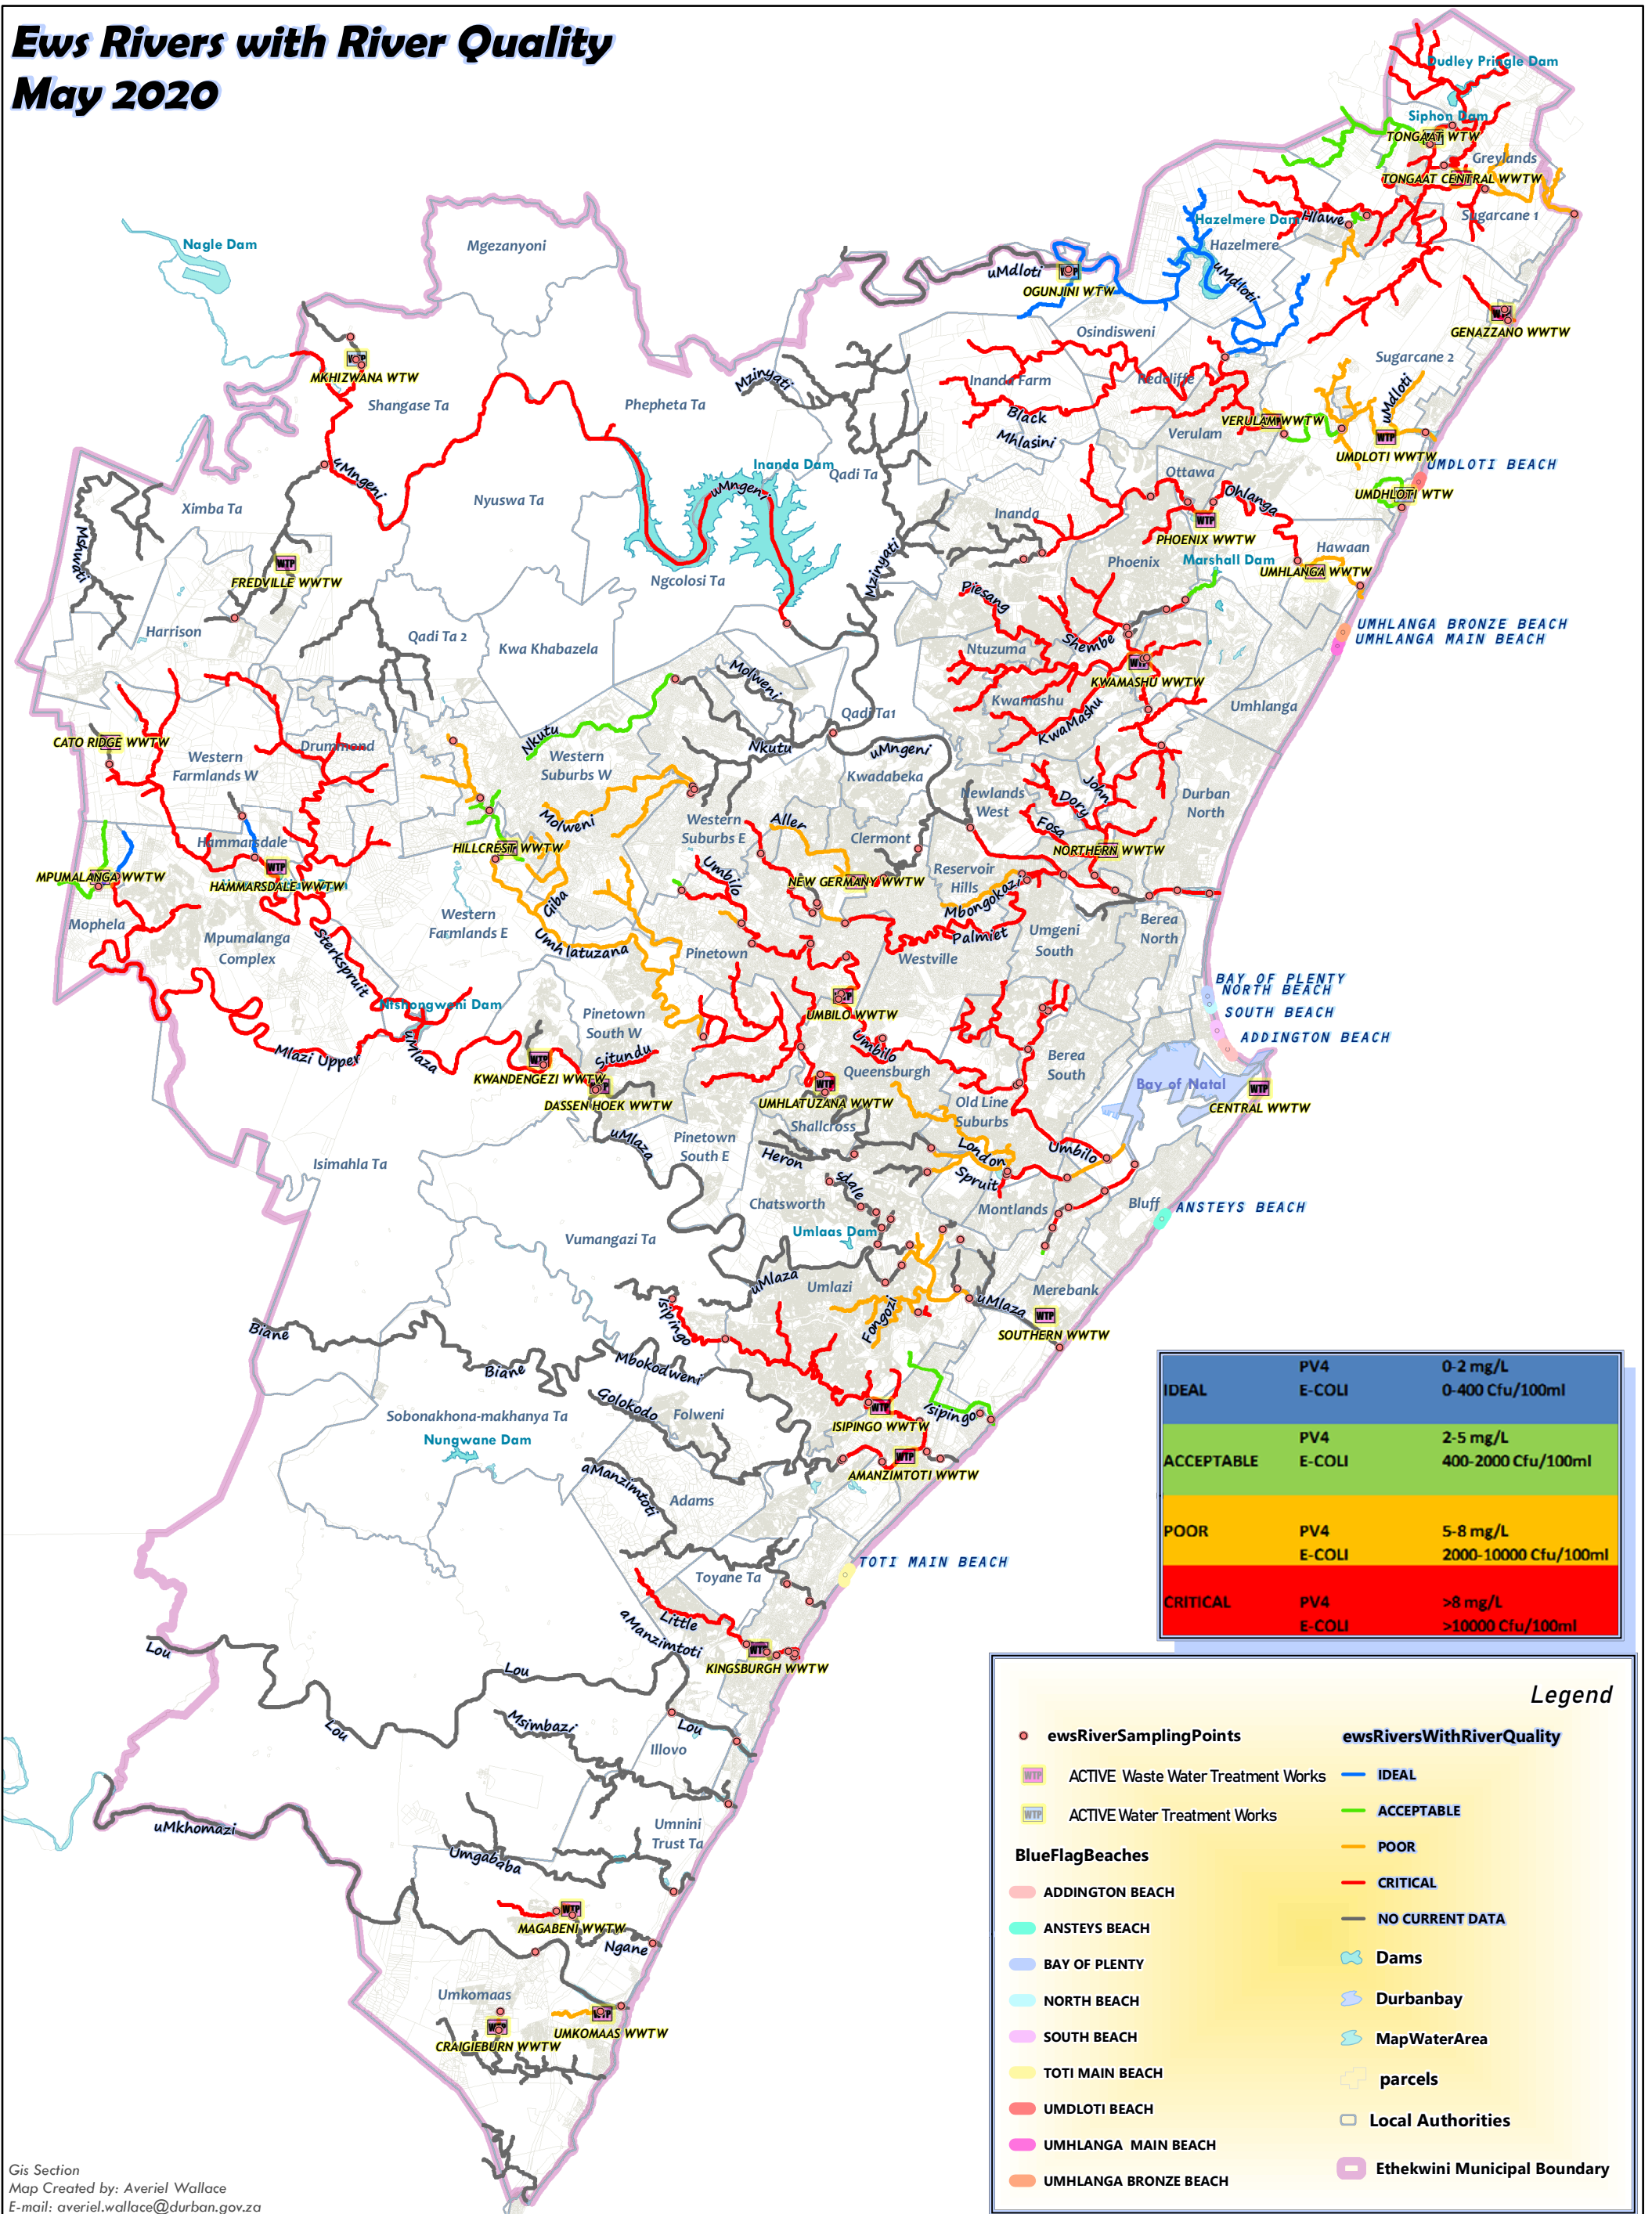 Ews Rivers with River Quality
May 2020
Dudley Pringle Dam
Siphon Dam
TONGAAT WTW
Greylands
TONGAAT CENTRAL WWTW
Hlawe
Sugarcane 1
Hazelmere Dam
Hazelmere
uMdloti
uMdloti
OGUNJINI WTW
GENAZZANO WWTW
Nagle Dam
Mgezanyoni
Osindisweni
Sugarcane 2
MKHIZWANA WTW
Shangase Ta
Phepheta Ta
Mzinyati
Inanda Farm
Redcliffe
Black
Mhlasini
VERULAM WWTW
Verulam
uMdloti
UMDLOTI WWTW
UMDLOTI BEACH
Inanda Dam
Qadi Ta
uMngeni
uMngeni
Nyuswa Ta
Ximba Ta
Ottawa
Ohlanga
UMDHLOTI WTW
Inanda
PHOENIX WWTW
Mshwati
Hawaan
Phoenix
Marshall Dam
UMHLANGA WWTW
FREDVILLE WWTW
Ngcolosi Ta
Mzinyati
Piesang
Harrison
Qadi Ta 2
Kwa Khabazela
UMHLANGA BRONZE BEACH
UMHLANGA MAIN BEACH
Shembe
Ntuzuma
Molweni
KWAMASHU WWTW
Kwamashu
KwaMashu
Umhlanga
Qadi Ta1
CATO RIDGE WWTW
Western
Farmlands W
Drummond
Nkutu
Western
Suburbs W
Nkutu
uMngeni
Kwadabeka
Newlands
West
John
Dory
Durban
North
Molweni
Western
Suburbs E
Aller
Clermont
Fosa
Hammarsdale
HILLCREST WWTW
NORTHERN WWTW
MPUMALANGA WWTW
HAMMARSDALE WWTW
Umbilo
NEW GERMANY WWTW
Reservoir
Hills
Mbongokazi
Giba
Mophela
Mpumalanga
Complex
Western
Farmlands E
Umhlatuzana
Sterkspruit
Pinetown
Palmiet
Westville
Umgeni
South
Berea
North
Ntshongweni Dam
BAY OF PLENTY
NORTH BEACH
SOUTH BEACH
ADDINGTON BEACH
Pinetown
South W
UMBILO WWTW
Mlazi Upper
uMlaza
Situndu
Umbilo
Queensburgh
Berea
South
KWANDENGEZI WWTW
DASSEN HOEK WWTW
UMHLATUZANA WWTW
Bay of Natal
CENTRAL WWTW
Old Line
Suburbs
Shallcross
uMlaza
Pinetown
South E
Heron
sdale
London
Spruit
Umbilo
Isimahla Ta
Chatsworth
Montlands
Bluff
ANSTEYS BEACH
Umlaas Dam
Vumangazi Ta
uMlaza
Umlazi
Merebank
uMlaza
Fongozi
Isipingo
SOUTHERN WWTW
Biane
Biane
Mbokodweni
Golokodo
Folweni
Sobonakhona-makhanya Ta
Nungwane Dam
Isipingo
ISIPINGO WWTW
AMANZIMTOTI WWTW
aManzimtoti
Adams
TOTI MAIN BEACH
Toyane Ta
Little
aManzimtoti
KINGSBURGH WWTW
Lou
Lou
Lou
Lou
Msimbazi
Illovo
uMkhomazi
Umnini
Trust Ta
Umgababa
MAGABENI WWTW
Ngane
Umkomaas
UMKOMAAS WWTW
CRAIGIEBURN WWTW
IDEAL
PV4 0-2 mg/L
E-COLI 0-400 Cfu/100ml
ACCEPTABLE
PV4 2-5 mg/L
E-COLI 400-2000 Cfu/100ml
POOR PV4 5-8 mg/L
E-COLI 2000-10000 Cfu/100ml
CRITICAL PV4 >8 mg/L
E-COLI >10000 Cfu/100ml
Legend
ewsRiverSamplingPoints
WTP ACTIVE Waste Water Treatment Works
WTP ACTIVE Water Treatment Works
BlueFlagBeaches
ADDINGTON BEACH
ANSTEYS BEACH
BAY OF PLENTY
NORTH BEACH
SOUTH BEACH
TOTI MAIN BEACH
UMDLOTI BEACH
UMHLANGA MAIN BEACH
UMHLANGA BRONZE BEACH
ewsRiversWithRiverQuality
IDEAL
ACCEPTABLE
POOR
CRITICAL
NO CURRENT DATA
Dams
Durbanbay
MapWaterArea
parcels
Local Authorities
Ethekwini Municipal Boundary
Gis Section
Map Created by: Averiel Wallace
E-mail: averiel.wallace@durban.gov.za